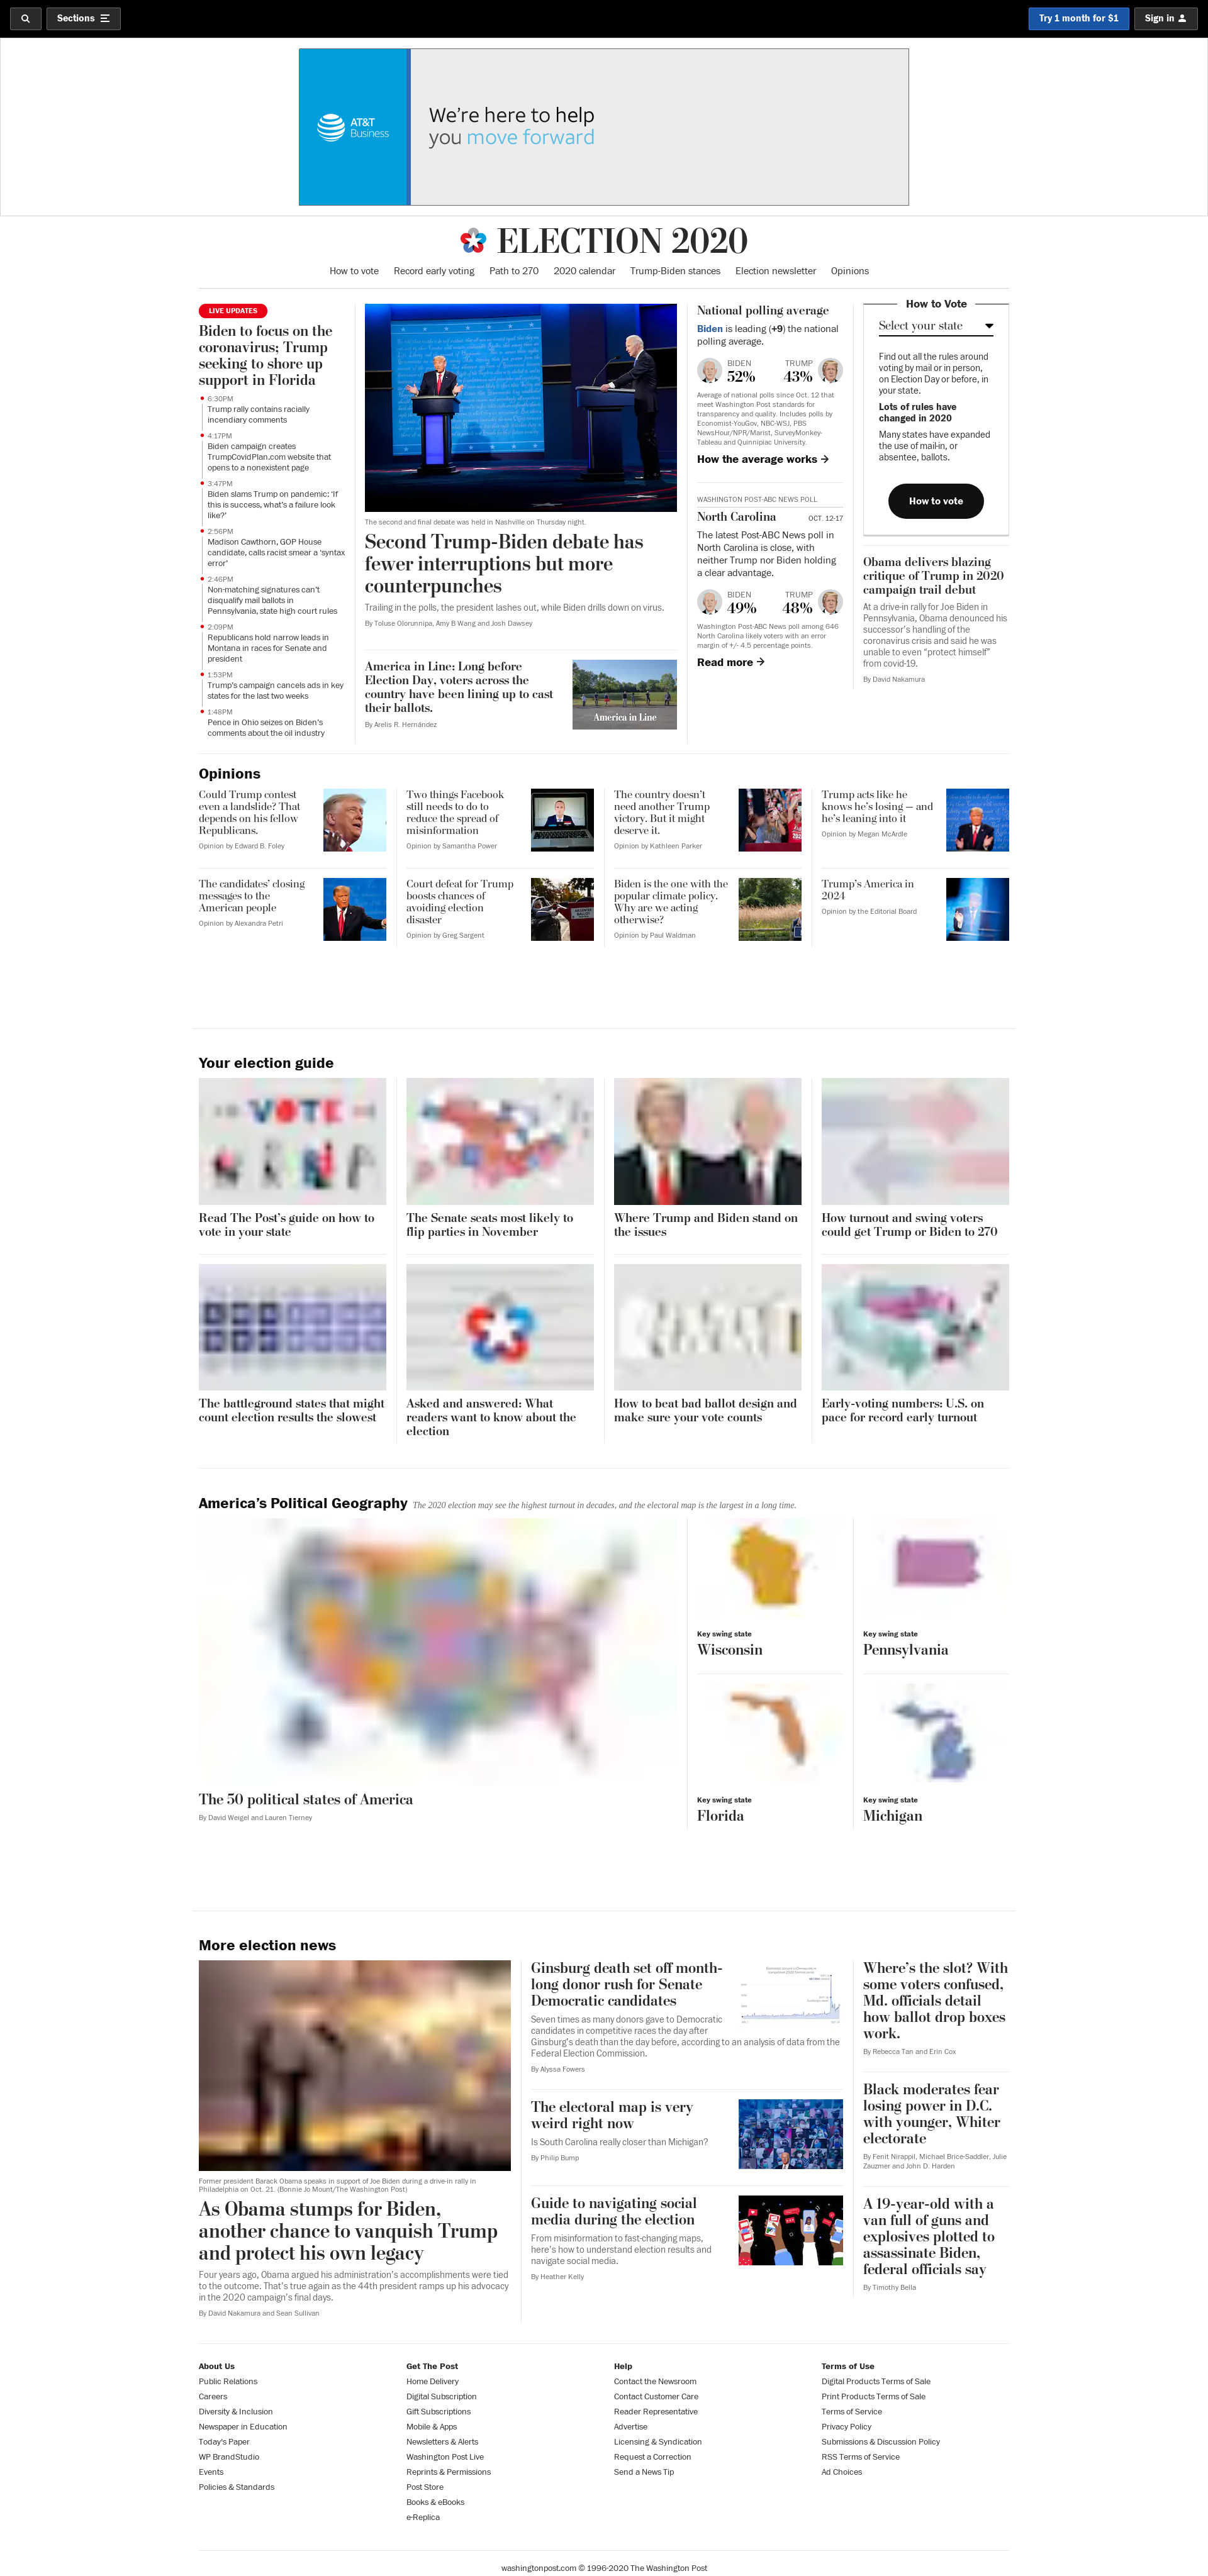 Sections
Try 1 month for $1
Sign in
AT&T
Business
We're here to help
you move forward
ELECTION 2020
How to vote
Record early voting
Path to 270
2020 calendar
Trump-Biden stances
Election newsletter
Opinions
LIVE UPDATES
Biden to focus on the
coronavirus; Trump
seeking to shore up
support in Florida
6:30PM
Trump rally contains racially
incendiary comments
4:17PM
Biden campaign creates
TrumpCovidPlan.com website that
opens to a nonexistent page
3:47PM
Biden slams Trump on pandemic: 'If
this is success, what's a failure look
like?'
2:56PM
Madison Cawthorn, GOP House
candidate, calls racist smear a 'syntax
error'
2:46PM
Non-matching signatures can't
disqualify mail ballots in
Pennsylvania, state high court rules
2:09PM
Republicans hold narrow leads in
Montana in races for Senate and
president
1:53PM
Trump's campaign cancels ads in key
states for the last two weeks
1:48PM
Pence in Ohio seizes on Biden's
comments about the oil industry
The second and final debate was held in Nashville on Thursday night.
Second Trump-Biden debate has
fewer interruptions but more
counterpunches
Trailing in the polls, the president lashes out, while Biden drills down on virus.
By Toluse Olorunnipa, Amy B Wang and Josh Dawsey
America in Line: Long before
Election Day, voters across the
country have been lining up to cast
their ballots.
By Arelis R. Hernández
America in Line
National polling average
Biden is leading (+9) the national
polling average.
BIDEN
52%
TRUMP
43%
Average of national polls since Oct. 12 that
meet Washington Post standards for
transparency and quality. Includes polls by
Economist-YouGov, NBC-WSJ, PBS
NewsHour/NPR/Marist, SurveyMonkey-
Tableau and Quinnipiac University.
How the average works →
WASHINGTON POST-ABC NEWS POLL
North Carolina
OCT. 12-17
The latest Post-ABC News poll in
North Carolina is close, with
neither Trump nor Biden holding
a clear advantage.
BIDEN
49%
TRUMP
48%
Washington Post-ABC News poll among 646
North Carolina likely voters with an error
margin of +/- 4.5 percentage points.
Read more →
How to Vote
Select your state
Find out all the rules around
voting by mail or in person,
on Election Day or before, in
your state.
Lots of rules have
changed in 2020
Many states have expanded
the use of mail-in, or
absentee, ballots.
How to vote
Obama delivers blazing
critique of Trump in 2020
campaign trail debut
At a drive-in rally for Joe Biden in
Pennsylvania, Obama denounced his
successor's handling of the
coronavirus crisis and said he was
unable to even "protect himself"
from covid-19.
By David Nakamura
Opinions
Could Trump contest
even a landslide? That
depends on his fellow
Republicans.
Opinion by Edward B. Foley
Two things Facebook
still needs to do to
reduce the spread of
misinformation
Opinion by Samantha Power
The country doesn't
need another Trump
victory. But it might
deserve it.
Opinion by Kathleen Parker
Trump acts like he
knows he's losing — and
he's leaning into it
Opinion by Megan McArdle
The candidates' closing
messages to the
American people
Opinion by Alexandra Petri
Court defeat for Trump
boosts chances of
avoiding election
disaster
Opinion by Greg Sargent
Biden is the one with the
popular climate policy.
Why are we acting
otherwise?
Opinion by Paul Waldman
Trump's America in
2024
Opinion by the Editorial Board
Your election guide
VOTE
Read The Post's guide on how to
vote in your state
The Senate seats most likely to
flip parties in November
Where Trump and Biden stand on
the issues
How turnout and swing voters
could get Trump or Biden to 270
The battleground states that might
count election results the slowest
Asked and answered: What
readers want to know about the
election
How to beat bad ballot design and
make sure your vote counts
Early-voting numbers: U.S. on
pace for record early turnout
America's Political Geography The 2020 election may see the highest turnout in decades, and the electoral map is the largest in a long time.
The 50 political states of America
By David Weigel and Lauren Tierney
Key swing state
Wisconsin
Key swing state
Pennsylvania
Key swing state
Florida
Key swing state
Michigan
More election news
Former president Barack Obama speaks in support of Joe Biden during a drive-in rally in
Philadelphia on Oct. 21. (Bonnie Jo Mount/The Washington Post)
As Obama stumps for Biden,
another chance to vanquish Trump
and protect his own legacy
Four years ago, Obama argued his administration's accomplishments were tied
to the outcome. That's true again as the 44th president ramps up his advocacy
in the 2020 campaign's final days.
By David Nakamura and Sean Sullivan
Ginsburg death set off month-
long donor rush for Senate
Democratic candidates
Seven times as many donors gave to Democratic
candidates in competitive races the day after
Ginsburg's death than the day before, according to an analysis of data from the
Federal Election Commission.
By Alyssa Fowers
The electoral map is very
weird right now
Is South Carolina really closer than Michigan?
By Philip Bump
Guide to navigating social
media during the election
From misinformation to fast-changing maps,
here's how to understand election results and
navigate social media.
By Heather Kelly
Where's the slot? With
some voters confused,
Md. officials detail
how ballot drop boxes
work.
By Rebecca Tan and Erin Cox
Black moderates fear
losing power in D.C.
with younger, Whiter
electorate
By Fenit Nirappil, Michael Brice-Saddler, Julie
Zauzmer and John D. Harden
A 19-year-old with a
van full of guns and
explosives plotted to
assassinate Biden,
federal officials say
By Timothy Bella
About Us
Public Relations
Careers
Diversity & Inclusion
Newspaper in Education
Today's Paper
WP BrandStudio
Events
Policies & Standards
Get The Post
Home Delivery
Digital Subscription
Gift Subscriptions
Mobile & Apps
Newsletters & Alerts
Washington Post Live
Reprints & Permissions
Post Store
Books & eBooks
e-Replica
Help
Contact the Newsroom
Contact Customer Care
Reader Representative
Advertise
Licensing & Syndication
Request a Correction
Send a News Tip
Terms of Use
Digital Products Terms of Sale
Print Products Terms of Sale
Terms of Service
Privacy Policy
Submissions & Discussion Policy
RSS Terms of Service
Ad Choices
washingtonpost.com © 1996-2020 The Washington Post